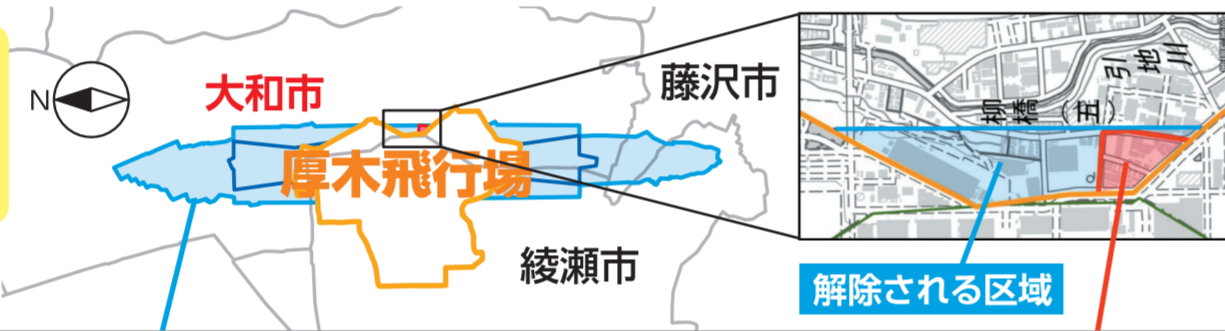 N
大和市
厚木飛行場
藤沢市
綾瀬市
引地川
柳橋(五)
解除される区域